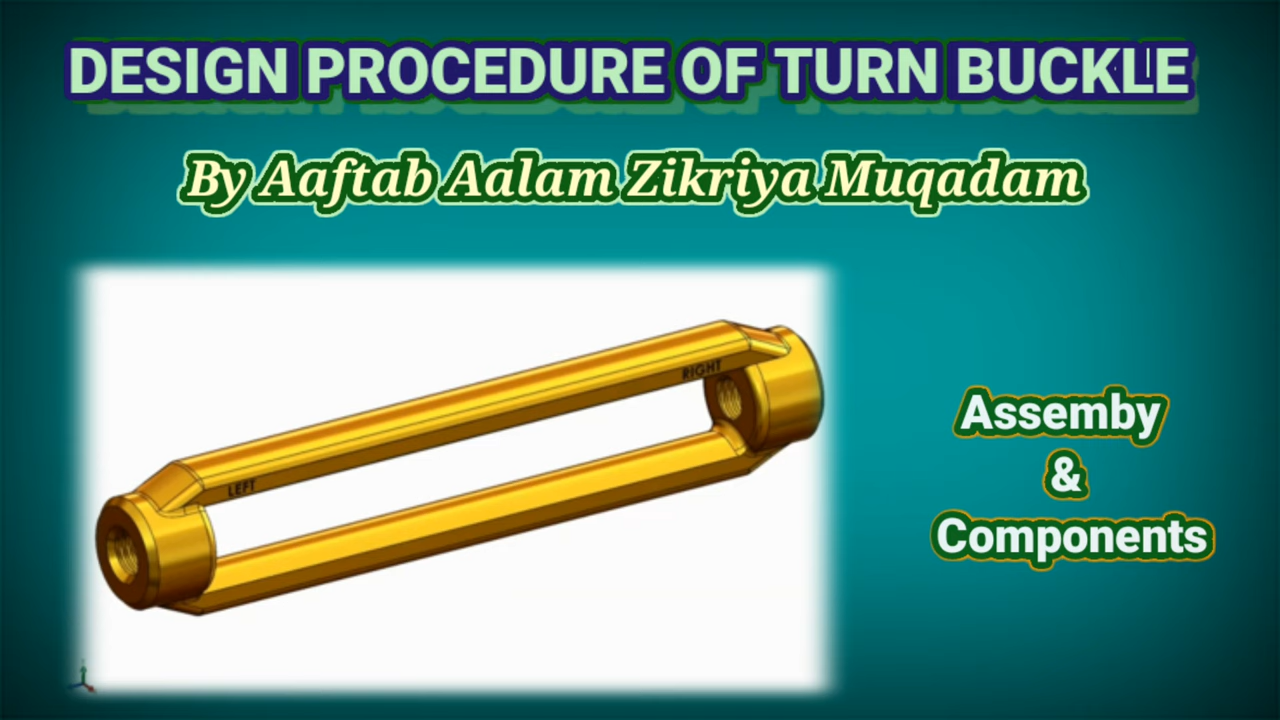 DESIGN PROCEDURE OF TURN BUCKLE
By Aaftab Aalam Zikriya Muqadam
RIGHT
LEFT
Assemby
&
Components